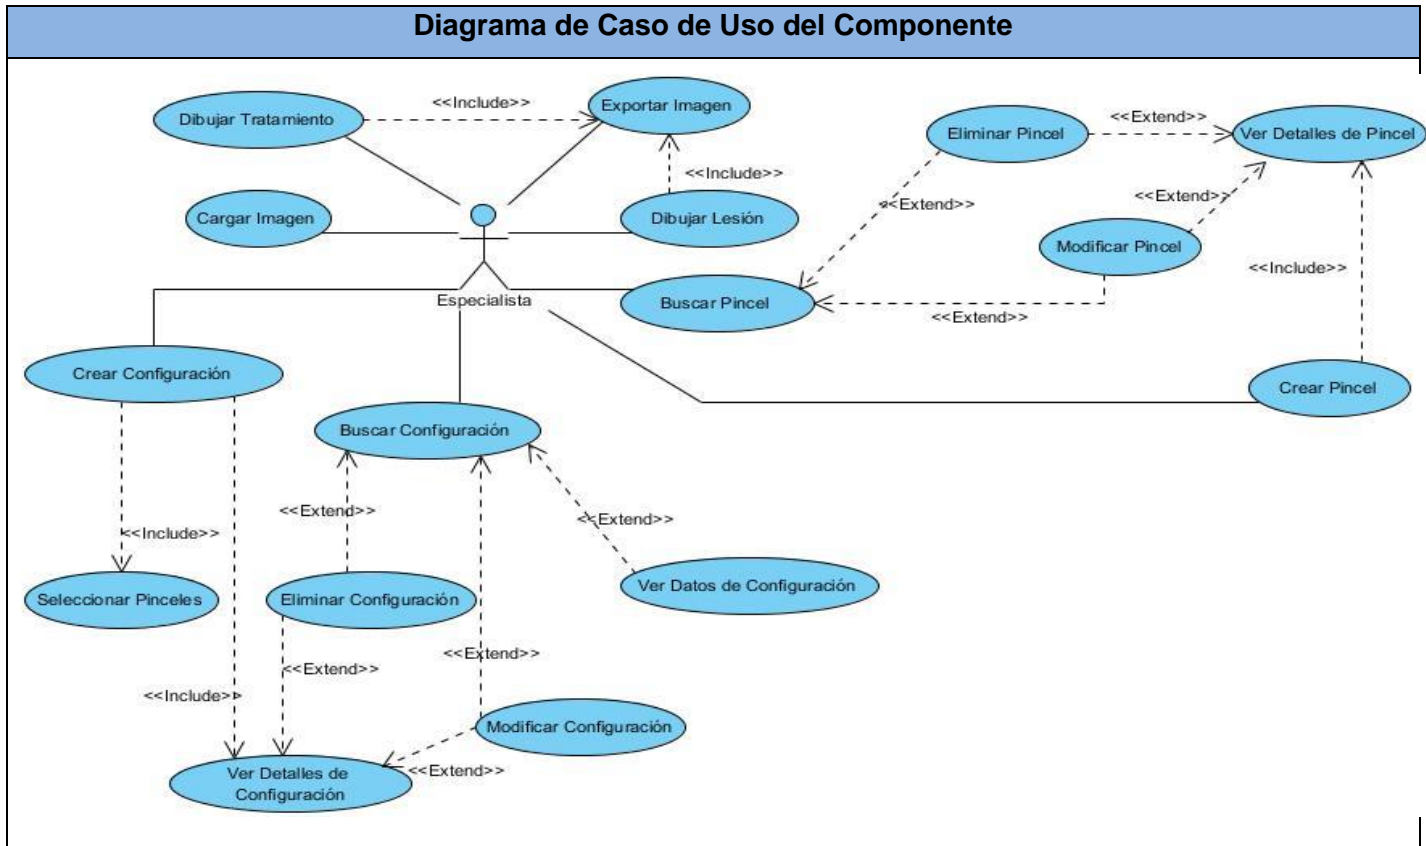 Diagrama de Caso de Uso del Componente
Dibujar Tratamiento
<<Include>>
Exportar Imagen
Eliminar Pincel
<<Extend>>
Ver Detalles de Pincel
<<Include>>
<<Extend>>
Cargar Imagen
Dibujar Lesión
<<Extend>>
Modificar Pincel
<<Include>>
Especialista
Buscar Pincel
<<Extend>>
Crear Configuración
Crear Pincel
Buscar Configuración
<<Extend>>
<<Extend>>
<<Include>>
Seleccionar Pinceles
Eliminar Configuración
Ver Datos de Configuración
<<Extend>>
<<Extend>>
<<Include>>
Modificar Configuración
<<Extend>>
Ver Detalles de
Configuración